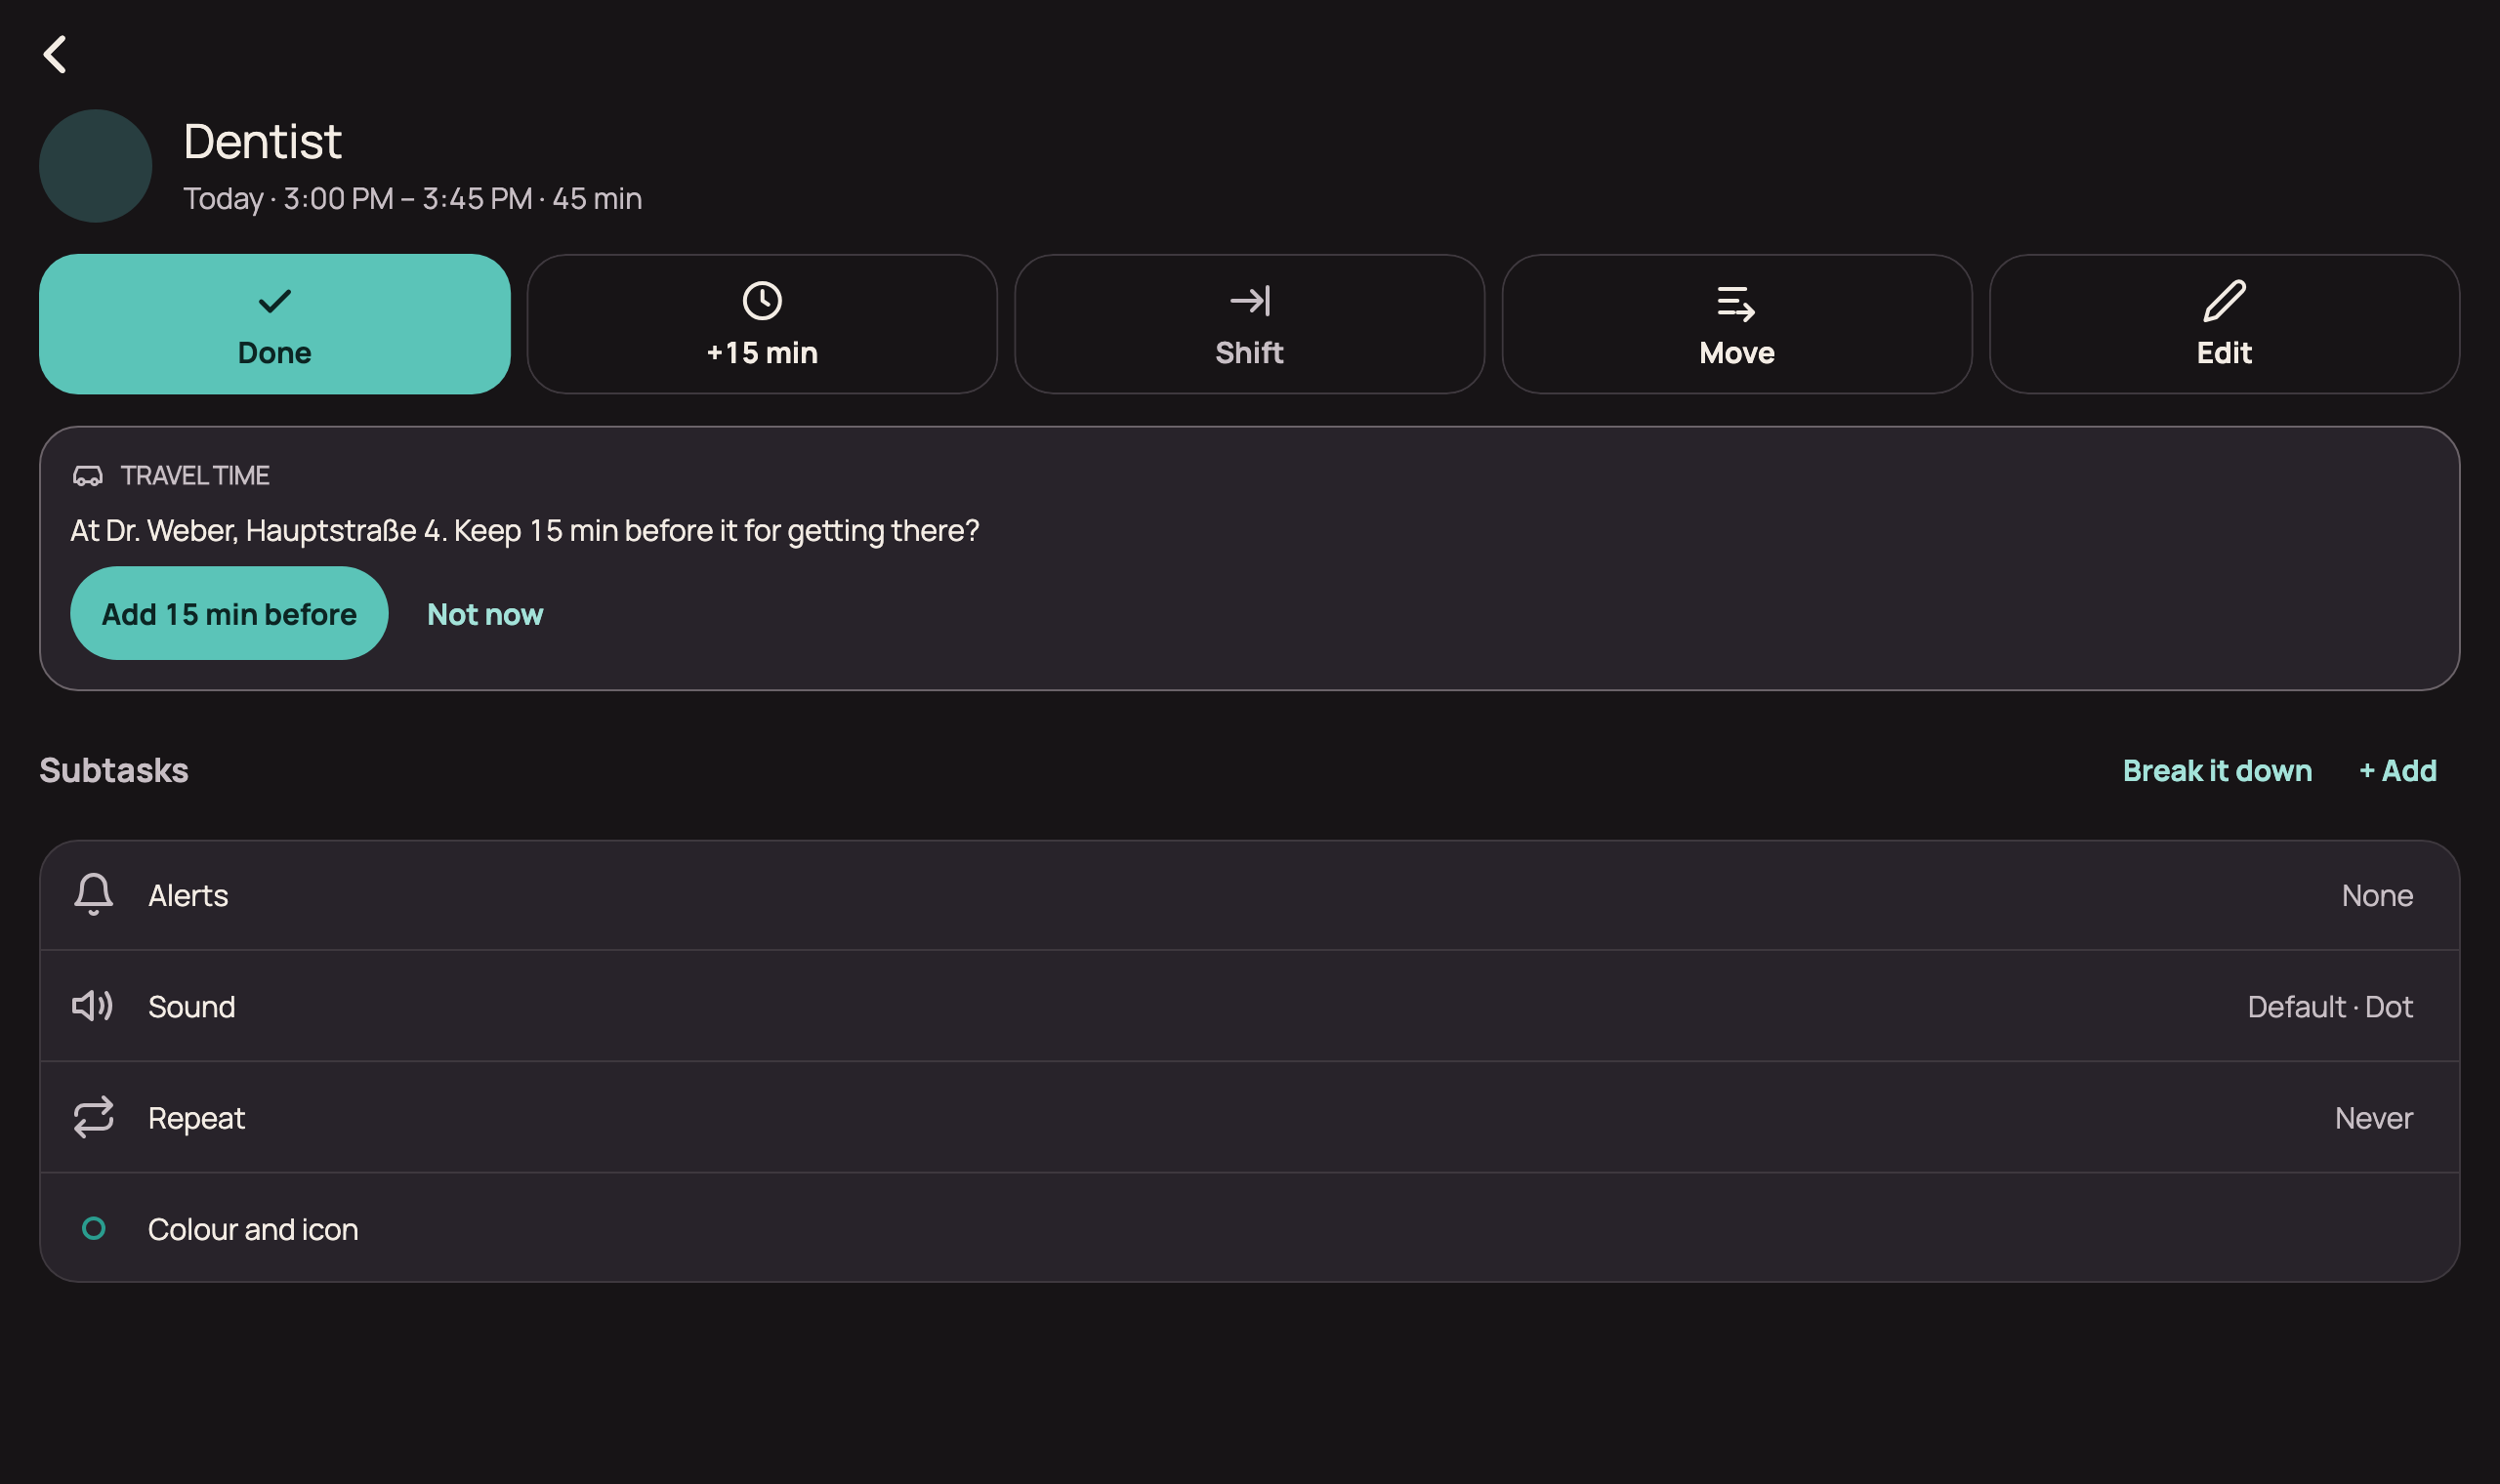 Dentist
Today · 3:00 PM – 3:45 PM · 45 min
Done
+15 min
Shift
Move
Edit
TRAVEL TIME
At Dr. Weber, Hauptstraße 4. Keep 15 min before it for getting there?
Add 15 min before
Not now
Subtasks
Break it down
+ Add
Alerts
None
Sound
Default · Dot
Repeat
Never
Colour and icon